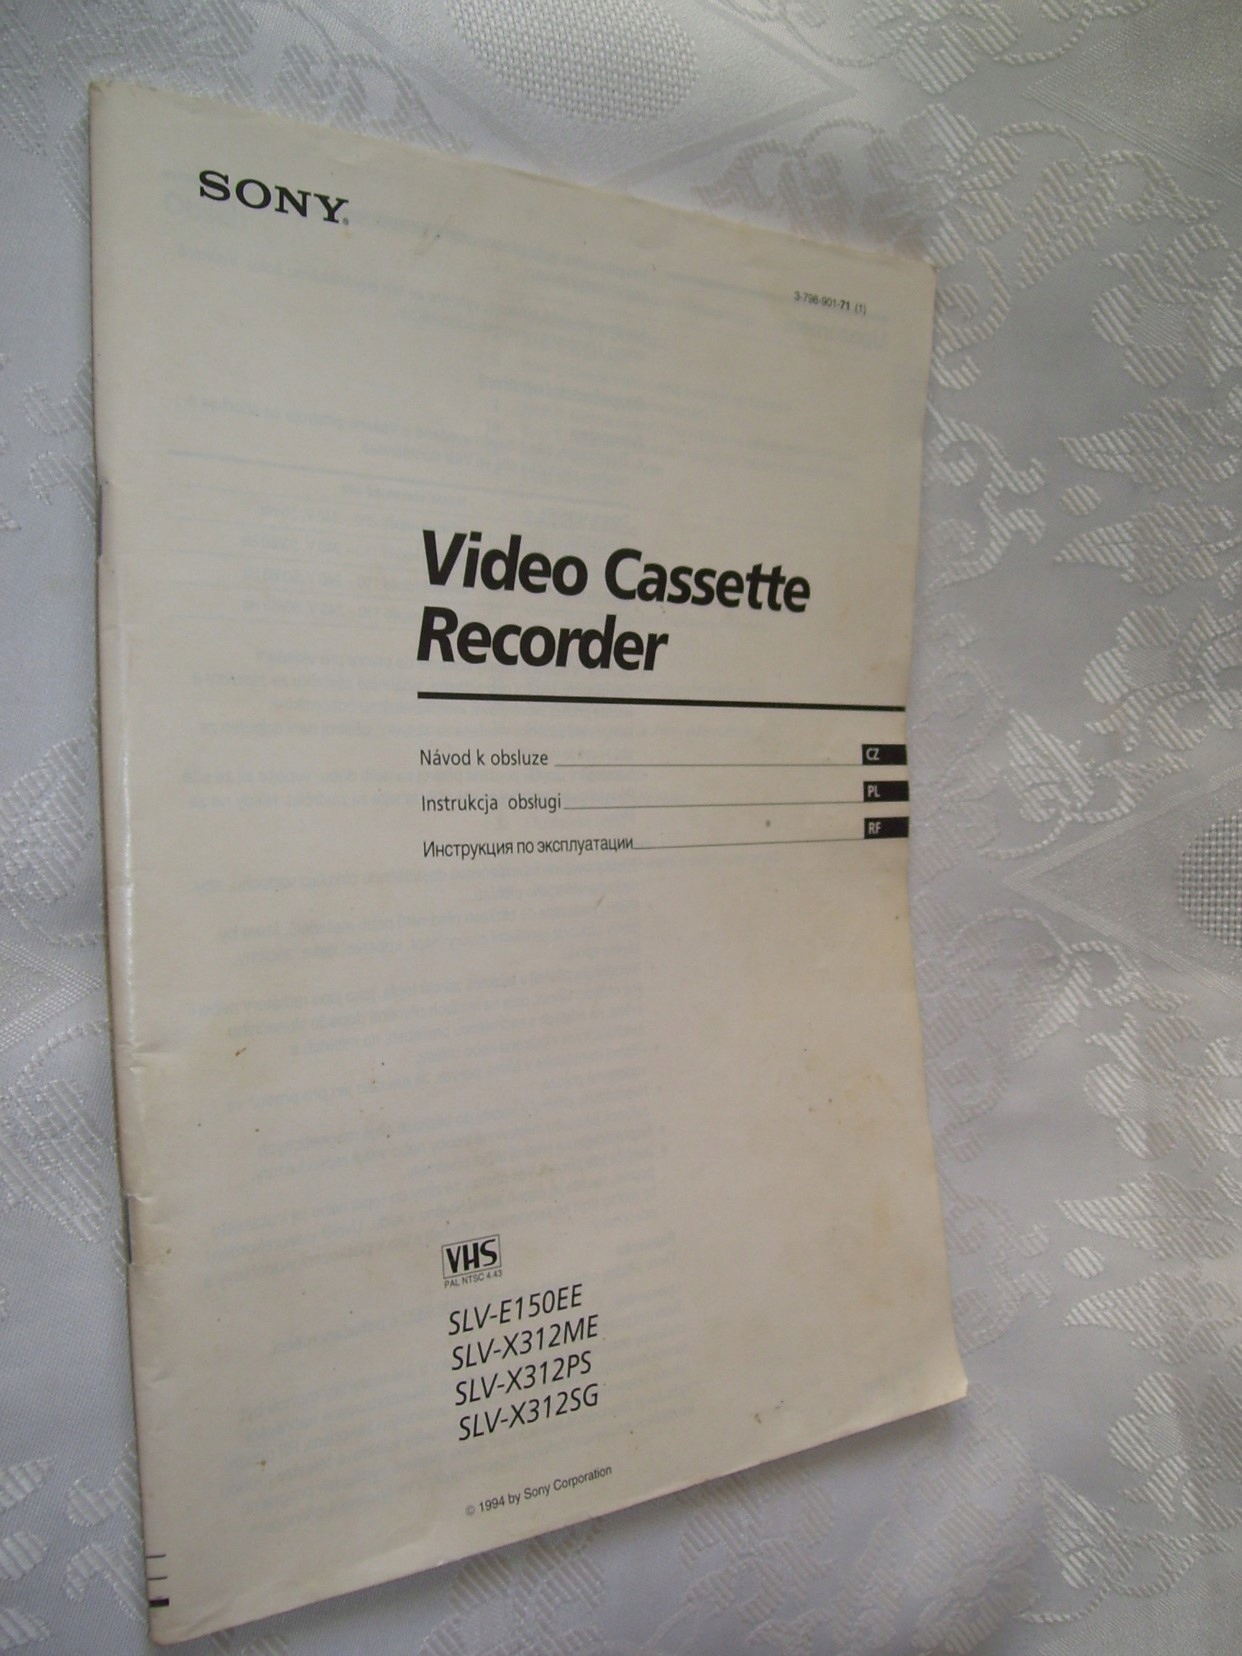 SONY®
3-798-901-71 (1)
Video Cassette
Recorder
Návod k obsluze CZ
Instrukcja obsługi PL
Инструкция по эксплуатации RF
VHS
PAL NTSC 4.43
SLV-E150EE
SLV-X312ME
SLV-X312PS
SLV-X312SG
© 1994 by Sony Corporation